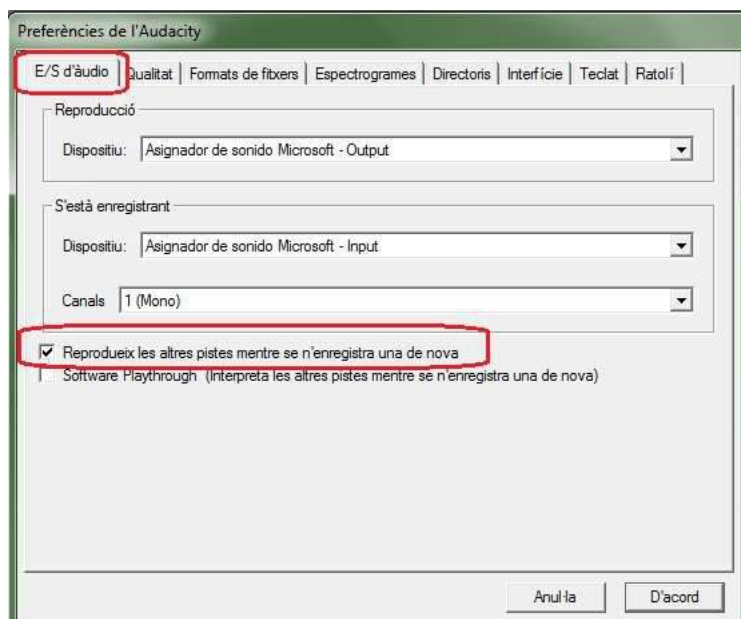 Preferències de l'Audacity
E/S d'àudio Qualitat Formats de fitxers Espectrogrames Directoris Interfície Teclat Ratolí
Reproducció
Dispositiu: Asignador de sonido Microsoft - Output
S'està enregistrant
Dispositiu: Asignador de sonido Microsoft - Input
Canals 1 (Mono)
Reprodueix les altres pistes mentre se n'enregistra una de nova
Software Playthrough (Interpreta les altres pistes mentre se n'enregistra una de nova)
Anul·la D'acord